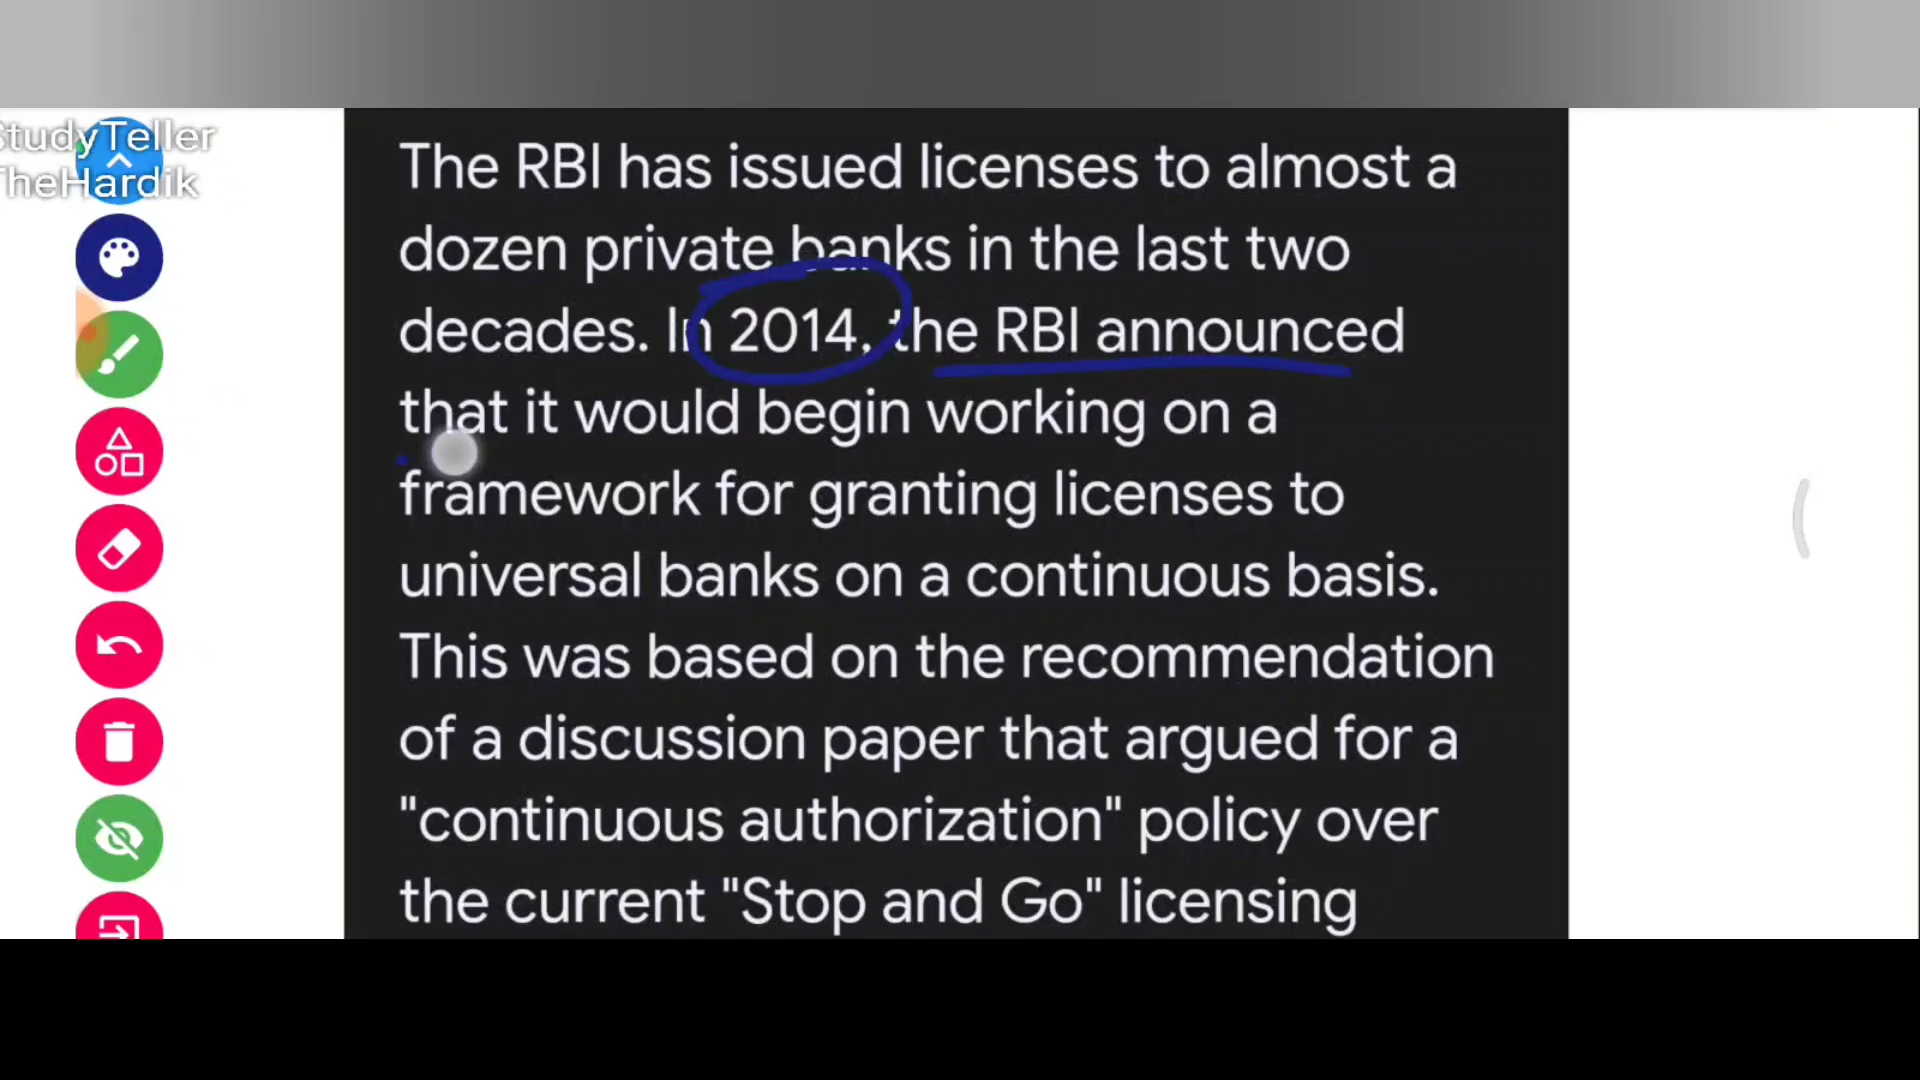 StudyTeller
TheHardik
The RBI has issued licenses to almost a
dozen private banks in the last two
decades. In 2014, the RBI announced
that it would begin working on a
framework for granting licenses to
universal banks on a continuous basis.
This was based on the recommendation
of a discussion paper that argued for a
"continuous authorization" policy over
the current "Stop and Go" licensing